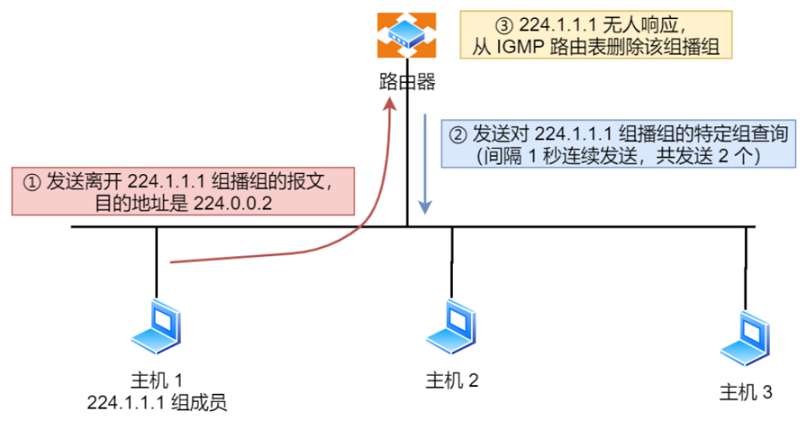 ③ 224.1.1.1 无人响应，
从 IGMP 路由表删除该组播组
路由器
② 发送对 224.1.1.1 组播组的特定组查询
（间隔 1 秒连续发送，共发送 2 个）
① 发送离开 224.1.1.1 组播组的报文，
目的地址是 224.0.0.2
主机 1
224.1.1.1 组成员
主机 2
主机 3